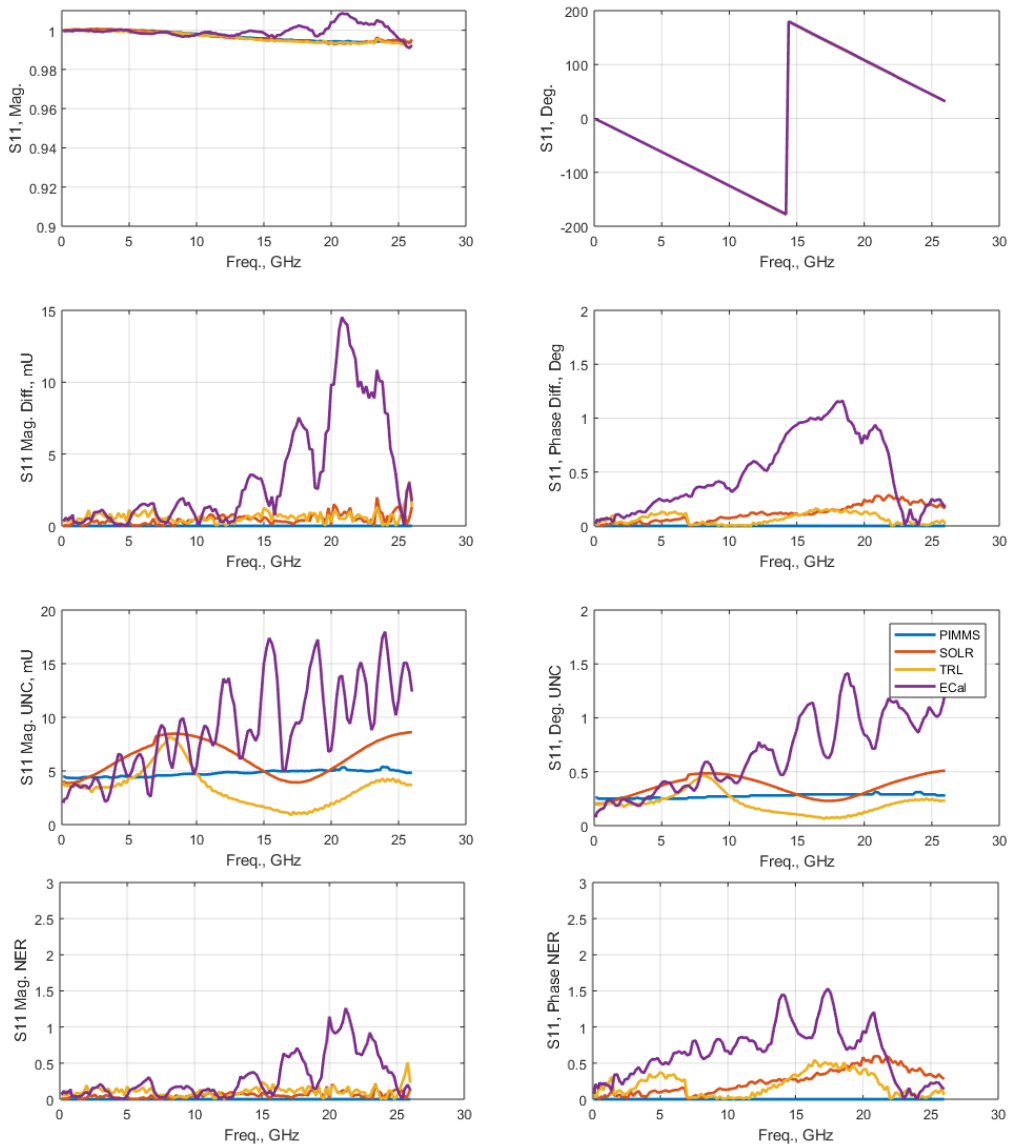 S11, Mag.
1
0.98
0.96
0.94
0.92
0.9
0 5 10 15 20 25 30
Freq., GHz
S11, Deg.
200
100
0
-100
-200
0 5 10 15 20 25 30
Freq., GHz
S11 Mag. Diff., mU
15
10
5
0
0 5 10 15 20 25 30
Freq., GHz
S11, Phase Diff., Deg
2
1.5
1
0.5
0
0 5 10 15 20 25 30
Freq., GHz
S11 Mag. UNC, mU
20
15
10
5
0
0 5 10 15 20 25 30
Freq., GHz
S11, Deg. UNC
2
1.5
1
0.5
0
0 5 10 15 20 25 30
Freq., GHz
PIMMS
SOLR
TRL
ECal
S11 Mag. NER
3
2.5
2
1.5
1
0.5
0
0 5 10 15 20 25 30
Freq., GHz
S11, Phase NER
3
2.5
2
1.5
1
0.5
0
0 5 10 15 20 25 30
Freq., GHz